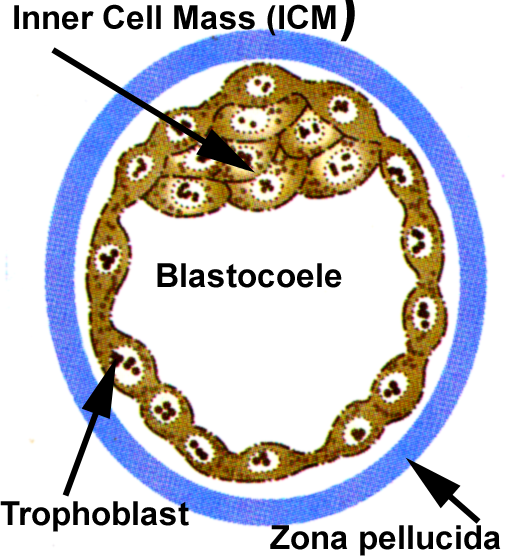 Inner Cell Mass (ICM)
Blastocoele
Trophoblast
Zona pellucida